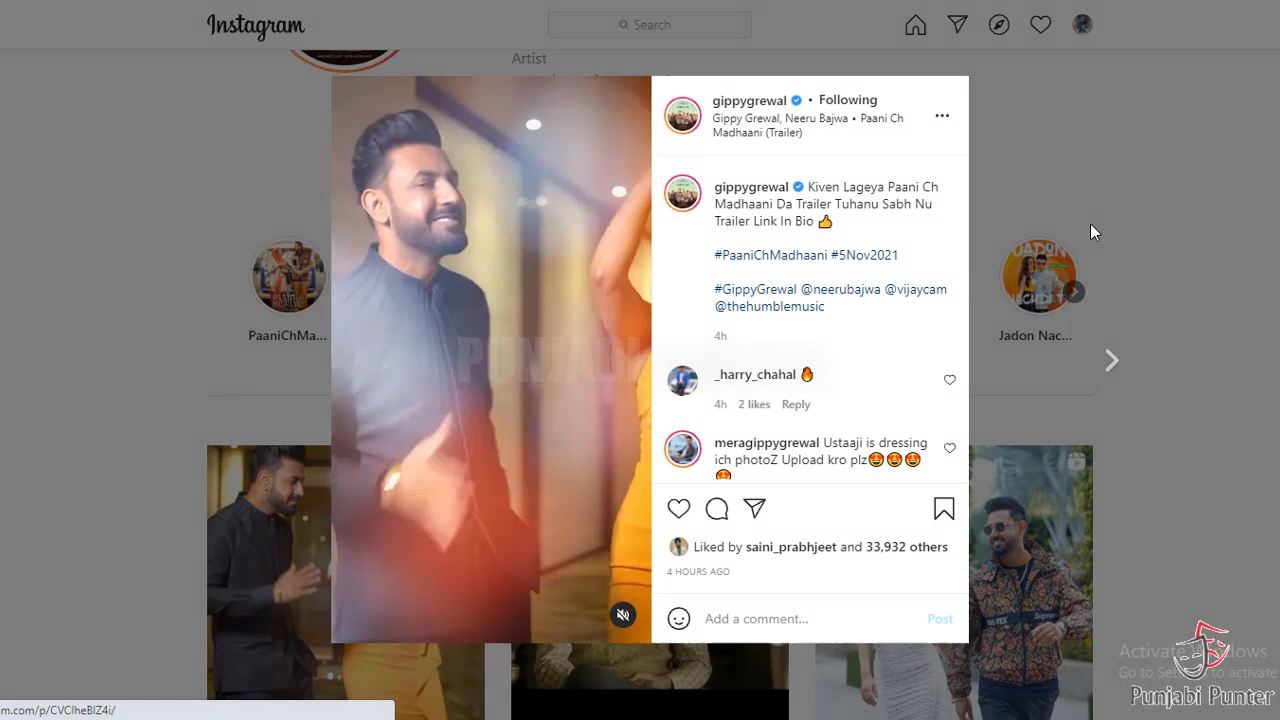 Instagram
Search
Artist
gippygrewal • Following
Gippy Grewal, Neeru Bajwa • Paani Ch
Madhaani (Trailer)
gippygrewal Kiven Lageya Paani Ch
Madhaani Da Trailer Tuhanu Sabh Nu
Trailer Link In Bio 👍
#PaaniChMadhaani #5Nov2021
#GippyGrewal @neerubajwa @vijaycam
@thehumblemusic
4h
_harry_chahal 🔥
4h 2 likes Reply
meragippygrewal Ustaaji is dressing
ich photoZ Upload kro plz🤩🤩🤩
🤩
Liked by saini_prabhjeet and 33,932 others
4 HOURS AGO
Add a comment...
Post
PaaniChMa...
Jadon Nac...
JADON
PUNJABI
Activate Windows
Go to Settings to activate
Punjabi Punter
m.com/p/CVClheBlZ4i/